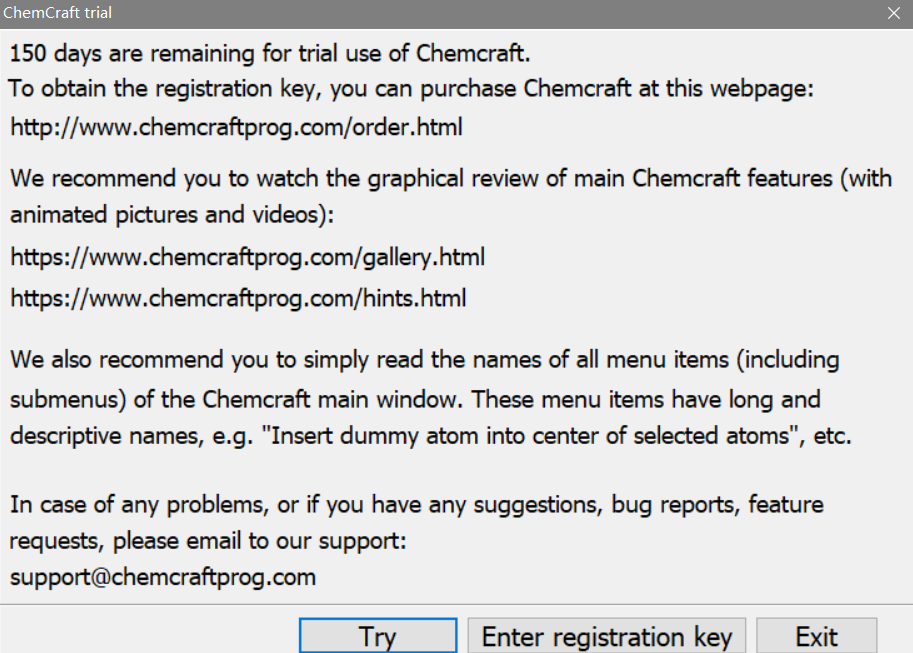 ChemCraft trial
150 days are remaining for trial use of Chemcraft.
To obtain the registration key, you can purchase Chemcraft at this webpage:
http://www.chemcraftprog.com/order.html
We recommend you to watch the graphical review of main Chemcraft features (with
animated pictures and videos):
https://www.chemcraftprog.com/gallery.html
https://www.chemcraftprog.com/hints.html
We also recommend you to simply read the names of all menu items (including
submenus) of the Chemcraft main window. These menu items have long and
descriptive names, e.g. "Insert dummy atom into center of selected atoms", etc.
In case of any problems, or if you have any suggestions, bug reports, feature
requests, please email to our support:
support@chemcraftprog.com
Try Enter registration key Exit